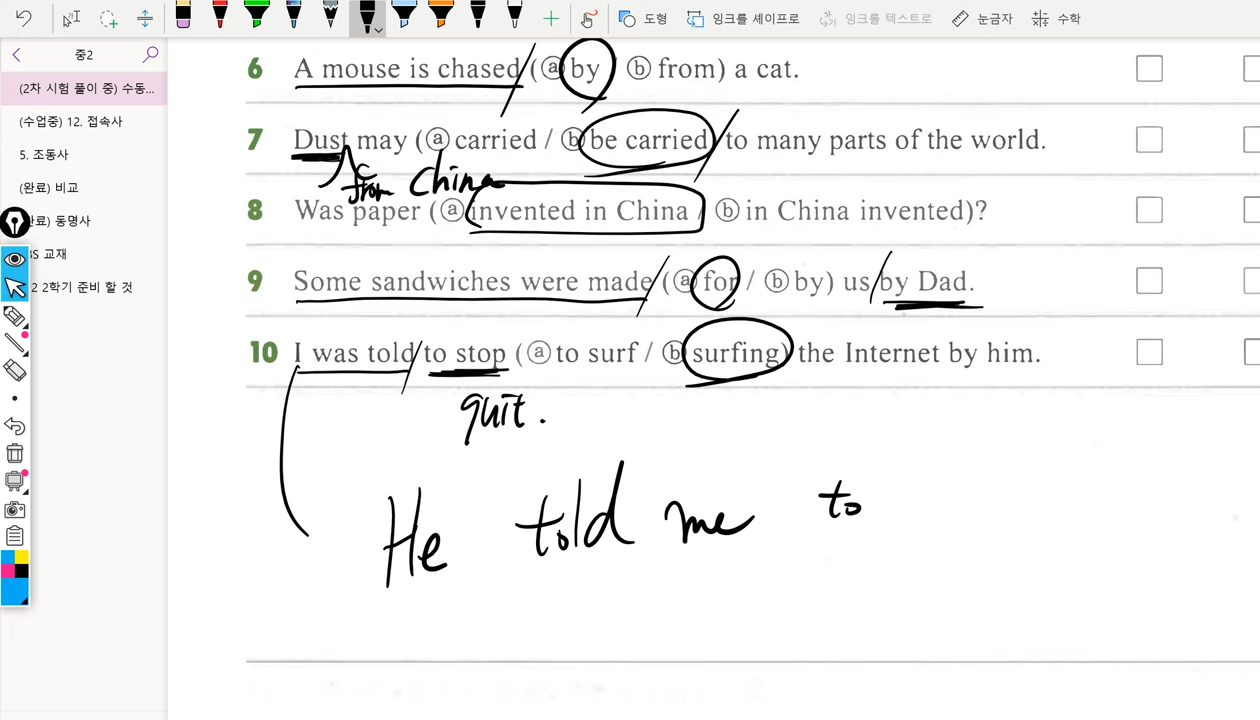 도형 잉크를 셰이프로 잉크를 텍스트로 눈금자 수학
중2
(2차 시험 풀이 중) 수동...
(수업중) 12. 접속사
5. 조동사
(완료) 비교
완료) 동명사
교재
2 2학기 준비 할 것
6 A mouse is chased (ⓐ by / ⓑ from) a cat.
7 Dust may (ⓐ carried / ⓑ be carried) to many parts of the world.
from China
8 Was paper (ⓐ invented in China / ⓑ in China invented)?
9 Some sandwiches were made (ⓐ for / ⓑ by) us by Dad.
10 I was told to stop (ⓐ to surf / ⓑ surfing) the Internet by him.
quit.
He told me to